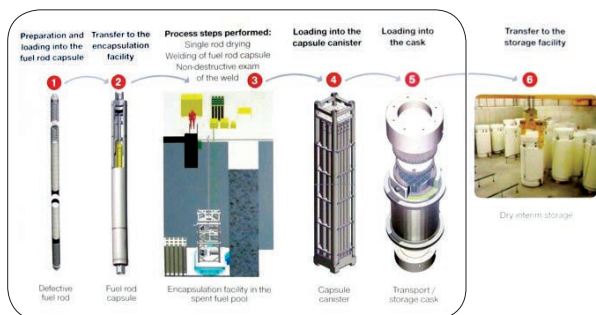 Preparation and
loading into the
fuel rod capsule
Transfer to the
encapsulation
facility
Process steps performed:
Single rod drying
Welding of fuel rod capsule
Non-destructive exam
of the weld
Loading into the
capsule canister
Loading into
the cask
Transfer to the
storage facility
1
2
3
4
5
6
Defective
fuel rod
Fuel rod
capsule
Encapsulation facility in the
spent fuel pool
Capsule
canister
Transport /
storage cask
Dry interim storage